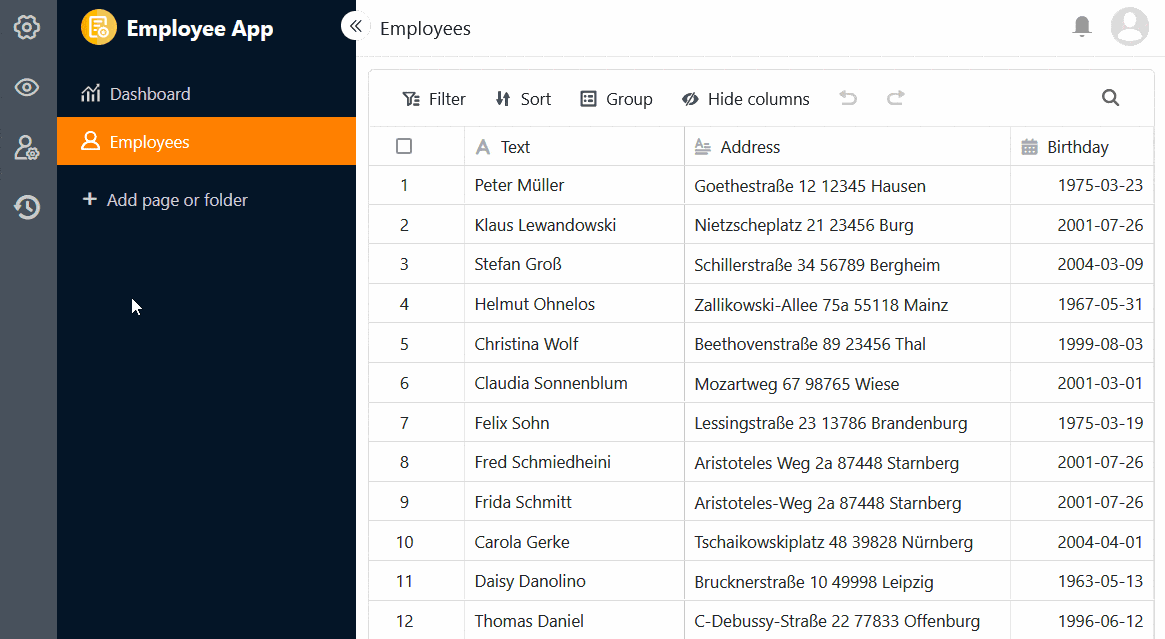 Employee App
Employees
Dashboard
Employees
Add page or folder
Filter Sort Group Hide columns
Text Address Birthday
1 Peter Müller Goethestraße 12 12345 Hausen 1975-03-23
2 Klaus Lewandowski Nietzscheplatz 21 23456 Burg 2001-07-26
3 Stefan Groß Schillerstraße 34 56789 Bergheim 2004-03-09
4 Helmut Ohnelos Zallikowski-Allee 75a 55118 Mainz 1967-05-31
5 Christina Wolf Beethovenstraße 89 23456 Thal 1999-08-03
6 Claudia Sonnenblum Mozartweg 67 98765 Wiese 2001-03-01
7 Felix Sohn Lessingstraße 23 13786 Brandenburg 1975-03-19
8 Fred Schmiedheini Aristoteles Weg 2a 87448 Starnberg 2001-07-26
9 Frida Schmitt Aristoteles-Weg 2a 87448 Starnberg 2001-07-26
10 Carola Gerke Tschaikowskiplatz 48 39828 Nürnberg 2004-04-01
11 Daisy Danolino Brucknerstraße 10 49998 Leipzig 1963-05-13
12 Thomas Daniel C-Debussy-Straße 22 77833 Offenburg 1996-06-12